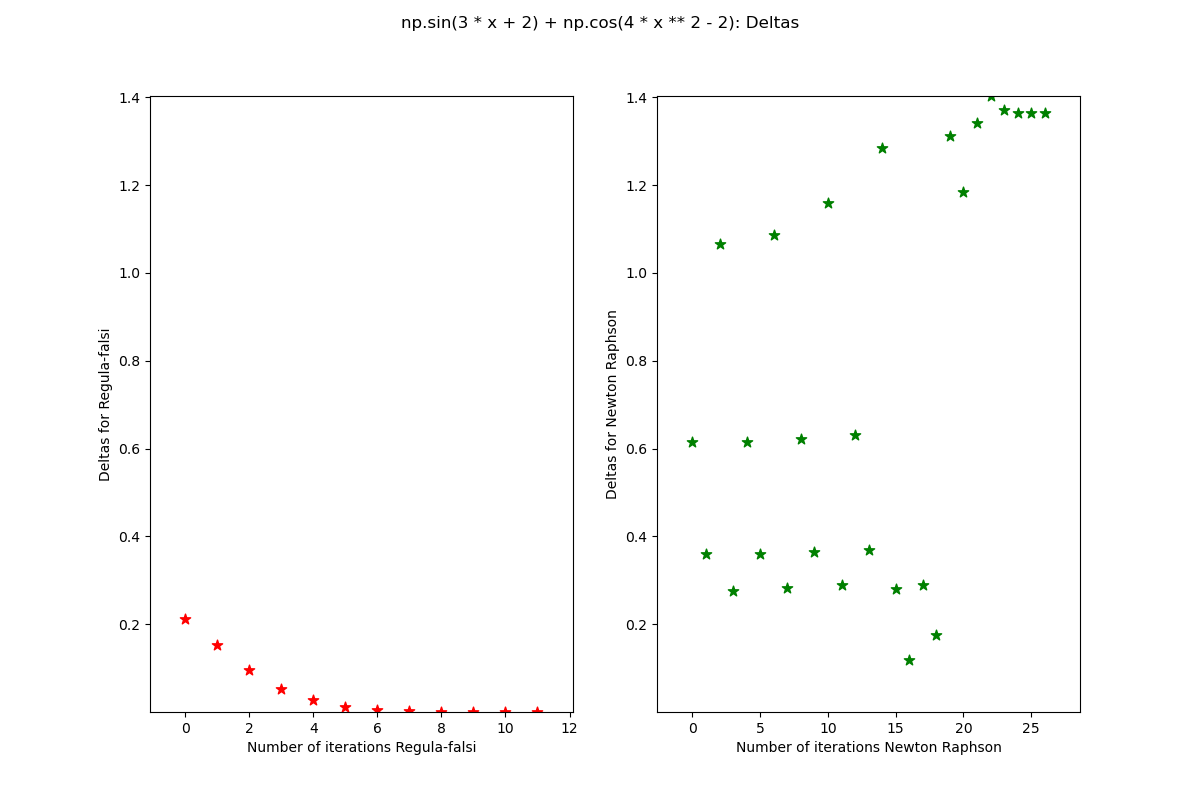 np.sin(3 * x + 2) + np.cos(4 * x ** 2 - 2): Deltas
Deltas for Regula-falsi
1.4
1.2
1.0
0.8
0.6
0.4
0.2
0 2 4 6 8 10 12
Number of iterations Regula-falsi
Deltas for Newton Raphson
1.4
1.2
1.0
0.8
0.6
0.4
0.2
0 5 10 15 20 25
Number of iterations Newton Raphson